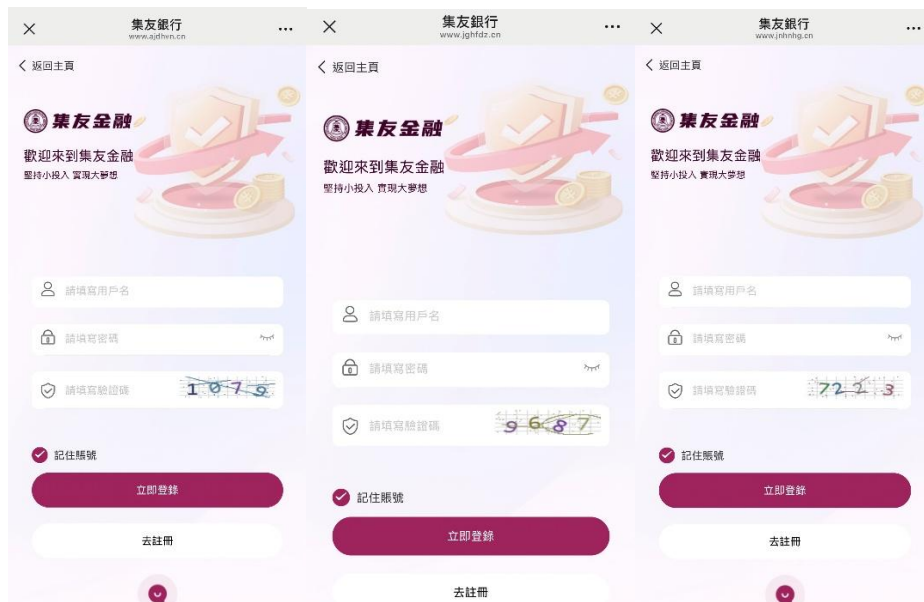 集友銀行
www.ajdhvn.cn
返回主頁
集友金融
歡迎來到集友金融
堅持小投入 實現大夢想
請填寫用戶名
請填寫密碼
請填寫驗證碼
1079
記住賬號
立即登錄
去註冊
集友銀行
www.jghfdz.cn
返回主頁
集友金融
歡迎來到集友金融
堅持小投入 實現大夢想
請填寫用戶名
請填寫密碼
請填寫驗證碼
9687
記住賬號
立即登錄
去註冊
集友銀行
www.jnhnhg.cn
返回主頁
集友金融
歡迎來到集友金融
堅持小投入 實現大夢想
請填寫用戶名
請填寫密碼
請填寫驗證碼
7223
記住賬號
立即登錄
去註冊